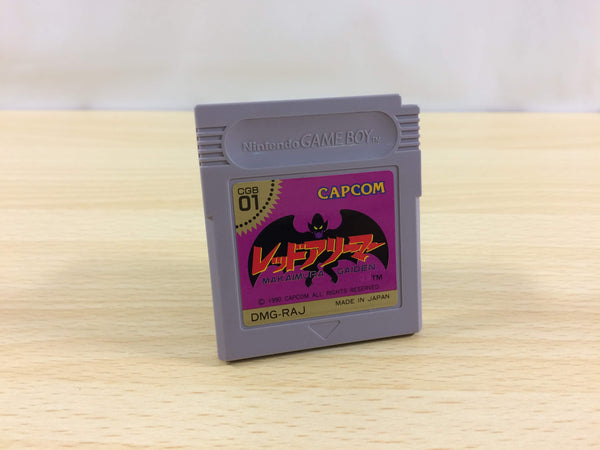 Nintendo GAME BOY TM
CGB
01
CAPCOM
レッドアリーマー
MAKAIMURA GAIDEN
TM
© 1990 CAPCOM ALL RIGHTS RESERVED
DMG-RAJ
MADE IN JAPAN